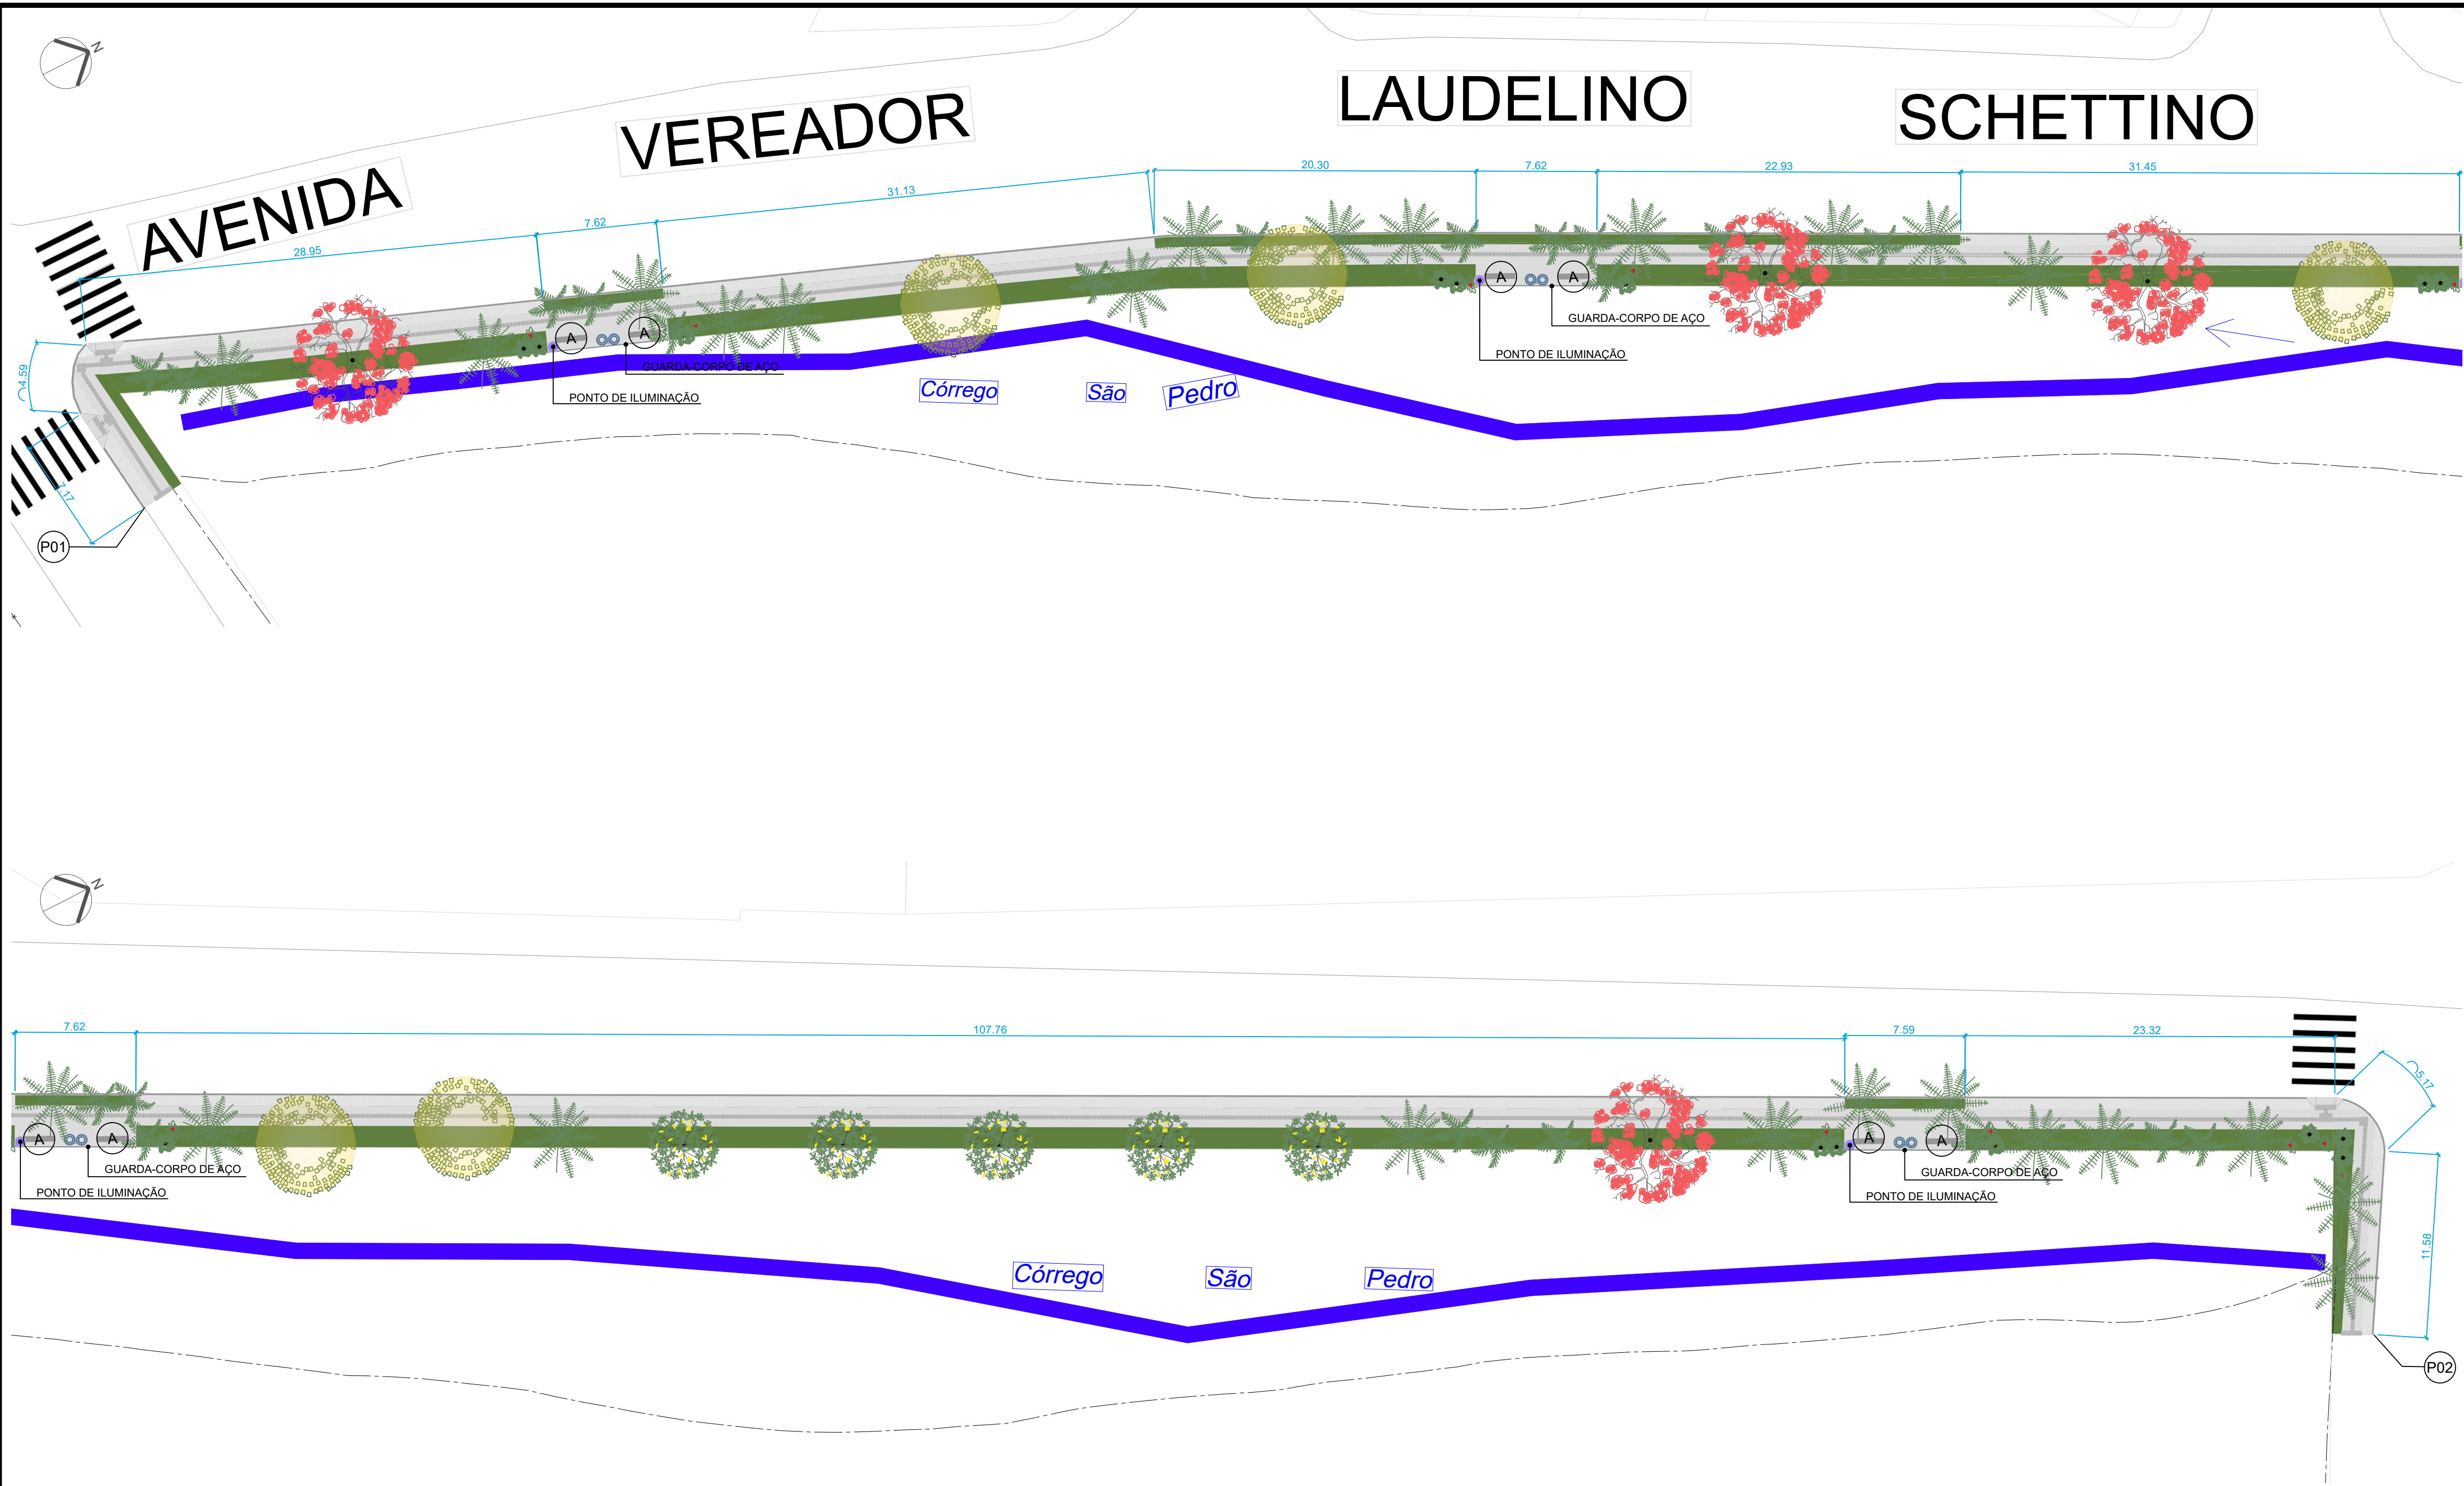 N
AVENIDA
VEREADOR
LAUDELINO
SCHETTINO
28.95
7.62
31.13
20.30
7.62
22.93
31.45
4.59
7.17
A
A
GUARDA-CORPO DE AÇO
PONTO DE ILUMINAÇÃO
A
A
GUARDA-CORPO DE AÇO
PONTO DE ILUMINAÇÃO
Córrego
São
Pedro
P01
N
7.62
107.76
7.59
23.32
5.17
11.58
A
A
GUARDA-CORPO DE AÇO
PONTO DE ILUMINAÇÃO
A
A
GUARDA-CORPO DE AÇO
PONTO DE ILUMINAÇÃO
Córrego
São
Pedro
P02